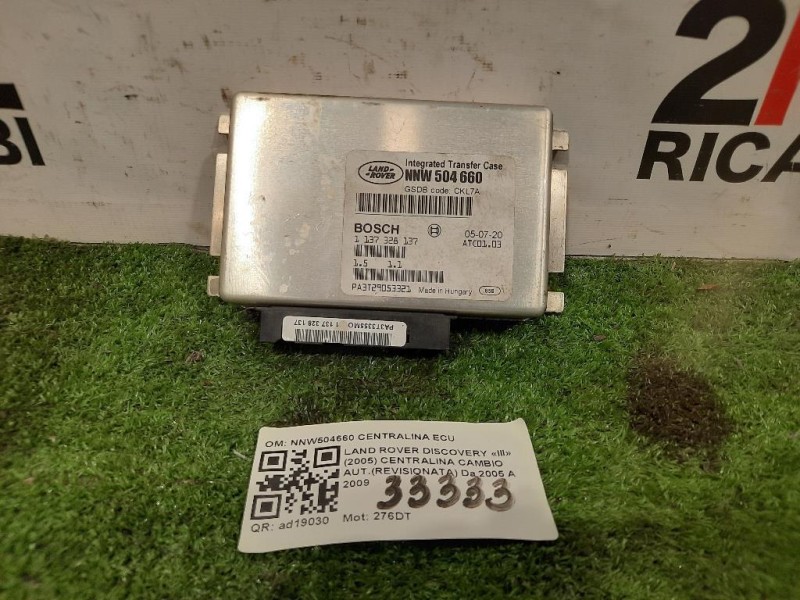 2
RICA
BI
LAND
ROVER
Integrated Transfer Case
NNW 504 660
GSDB code: CKL7A
BOSCH
05-07-20
1 137 328 137
ATC01.03
1.5 1.1
PA3T29053321
Made in Hungary
PA3T3355MO 1 137 328 137
OM: NNW504660 CENTRALINA ECU
LAND ROVER DISCOVERY «III»
(2005) CENTRALINA CAMBIO
AUT.(REVISIONATA) Da 2005 A
2009
33333
QR: ad19030 Mot: 276DT